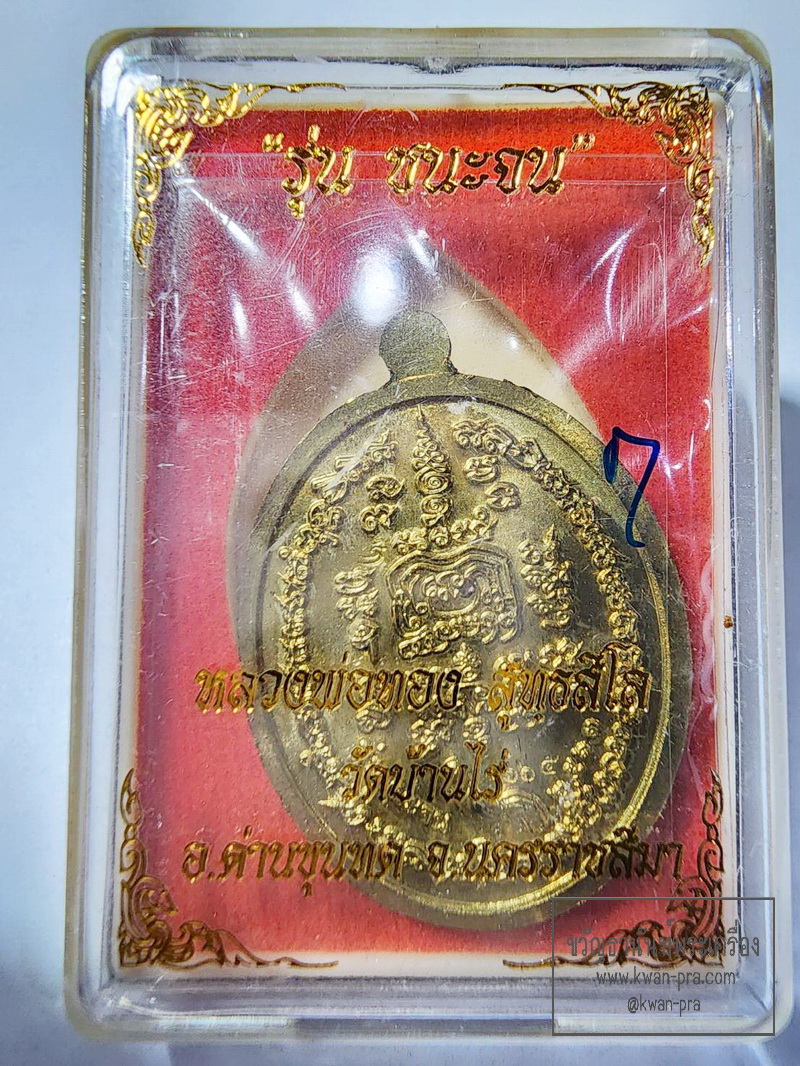 "รุ่น ชนะจน"
ๆ
หลวงพ่อทอง สุทธสีโล
วัดบ้านไร่
อ.ด่านขุนทด จ.นครราชสีมา
www.kwan-pra.com
@kwan-pra